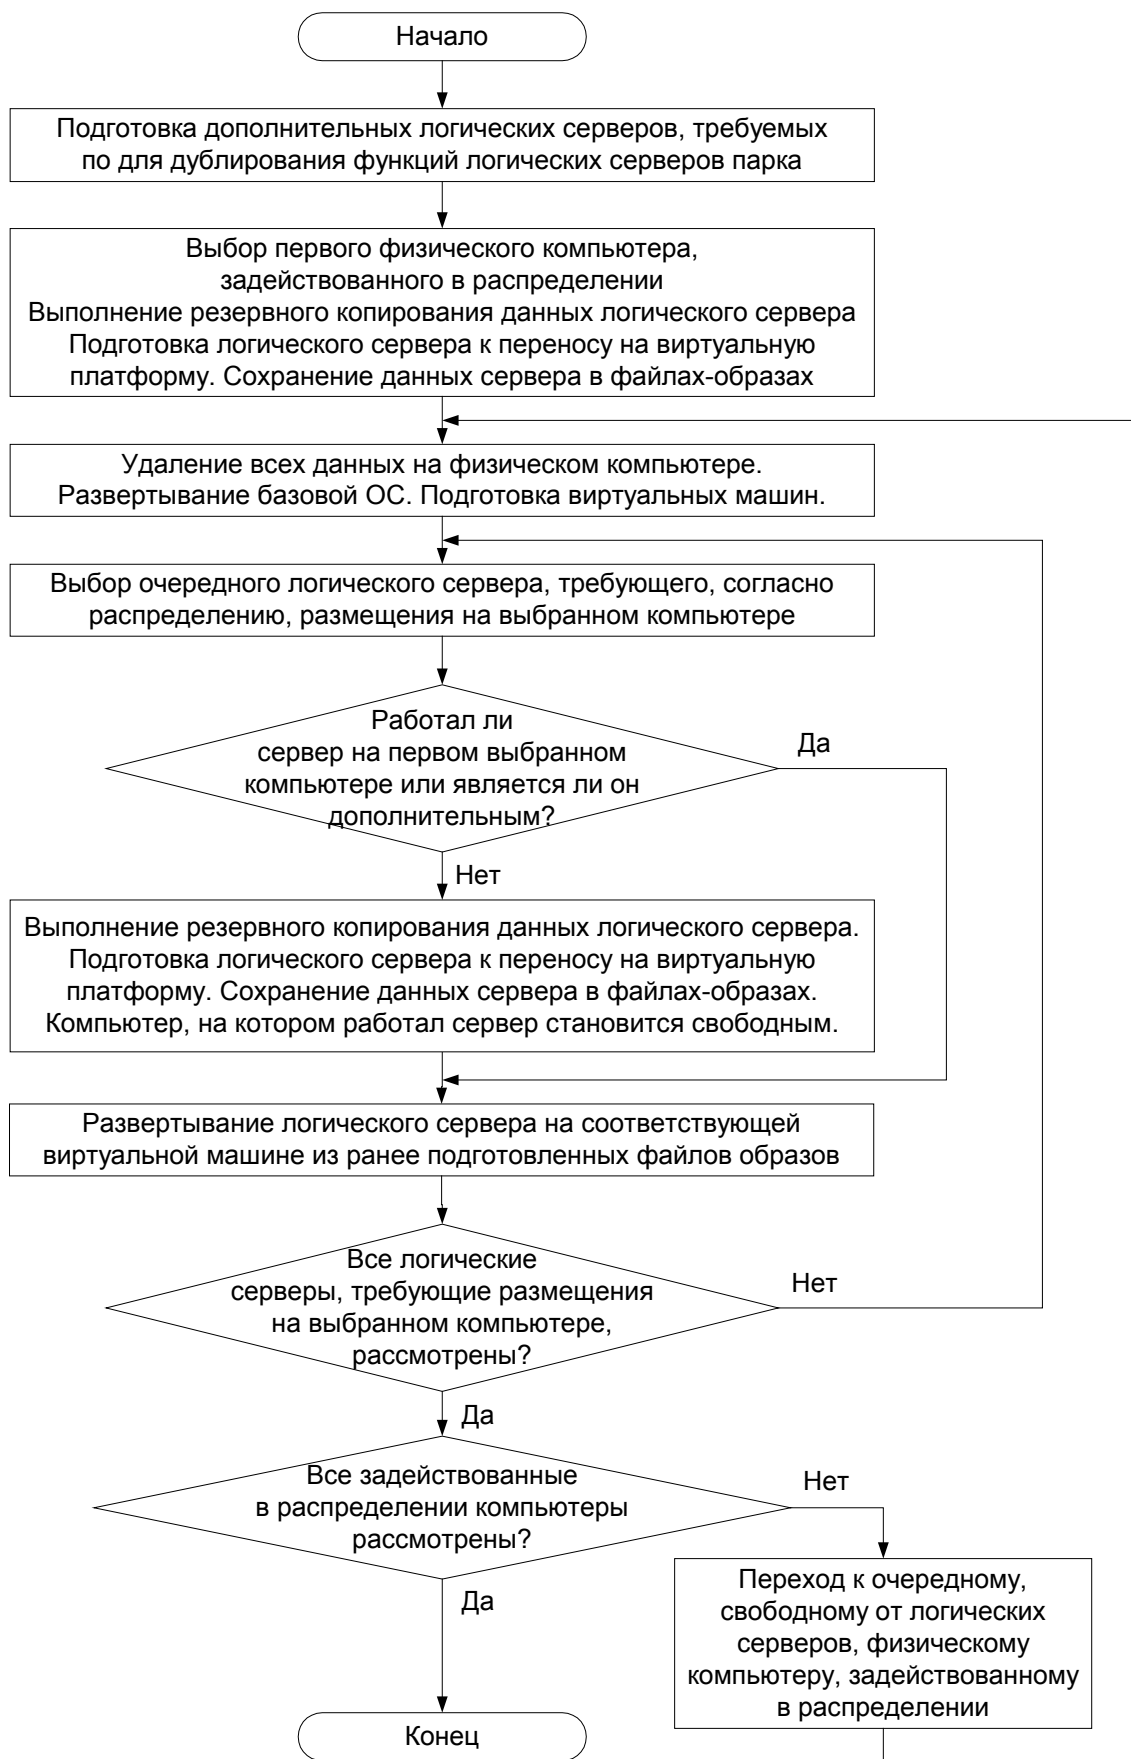 Начало
Подготовка дополнительных логических серверов, требуемых
по для дублирования функций логических серверов парка
Выбор первого физического компьютера,
задействованного в распределении
Выполнение резервного копирования данных логического сервера
Подготовка логического сервера к переносу на виртуальную
платформу. Сохранение данных сервера в файлах-образах
Удаление всех данных на физическом компьютере.
Развертывание базовой ОС. Подготовка виртуальных машин.
Выбор очередного логического сервера, требующего, согласно
распределению, размещения на выбранном компьютере
Работал ли
сервер на первом выбранном
компьютере или является ли он
дополнительным?
Да
Нет
Выполнение резервного копирования данных логического сервера.
Подготовка логического сервера к переносу на виртуальную
платформу. Сохранение данных сервера в файлах-образах.
Компьютер, на котором работал сервер становится свободным.
Развертывание логического сервера на соответствующей
виртуальной машине из ранее подготовленных файлов образов
Все логические
серверы, требующие размещения
на выбранном компьютере,
рассмотрены?
Нет
Да
Все задействованные
в распределении компьютеры
рассмотрены?
Нет
Да
Переход к очередному,
свободному от логических
серверов, физическому
компьютеру, задействованному
в распределении
Конец